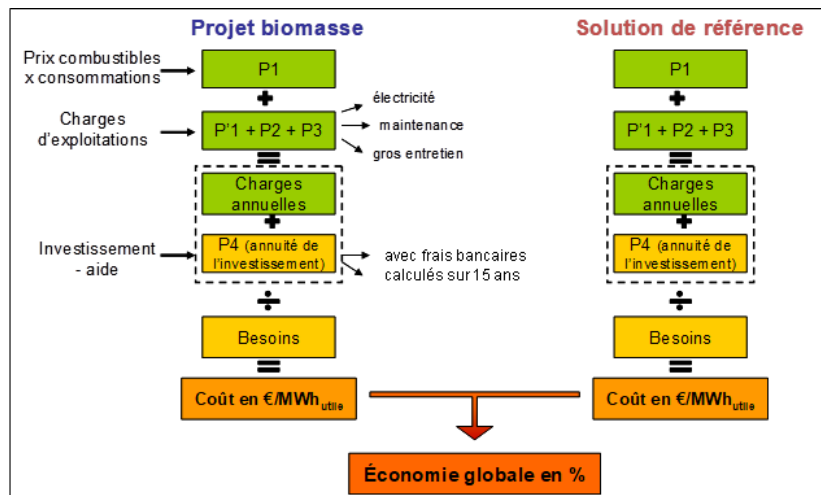 Projet biomasse
Solution de référence
Prix combustibles
x consommations
P1
+
Charges
d'exploitations
P'1 + P2 + P3
électricité
maintenance
gros entretien
=
Charges
annuelles
+
Investissement
- aide
P4 (annuité de
l'investissement)
avec frais bancaires
calculés sur 15 ans
÷
Besoins
=
Coût en €/MWhutile
P1
+
P'1 + P2 + P3
=
Charges
annuelles
+
P4 (annuité de
l'investissement)
÷
Besoins
=
Coût en €/MWhutile
Économie globale en %